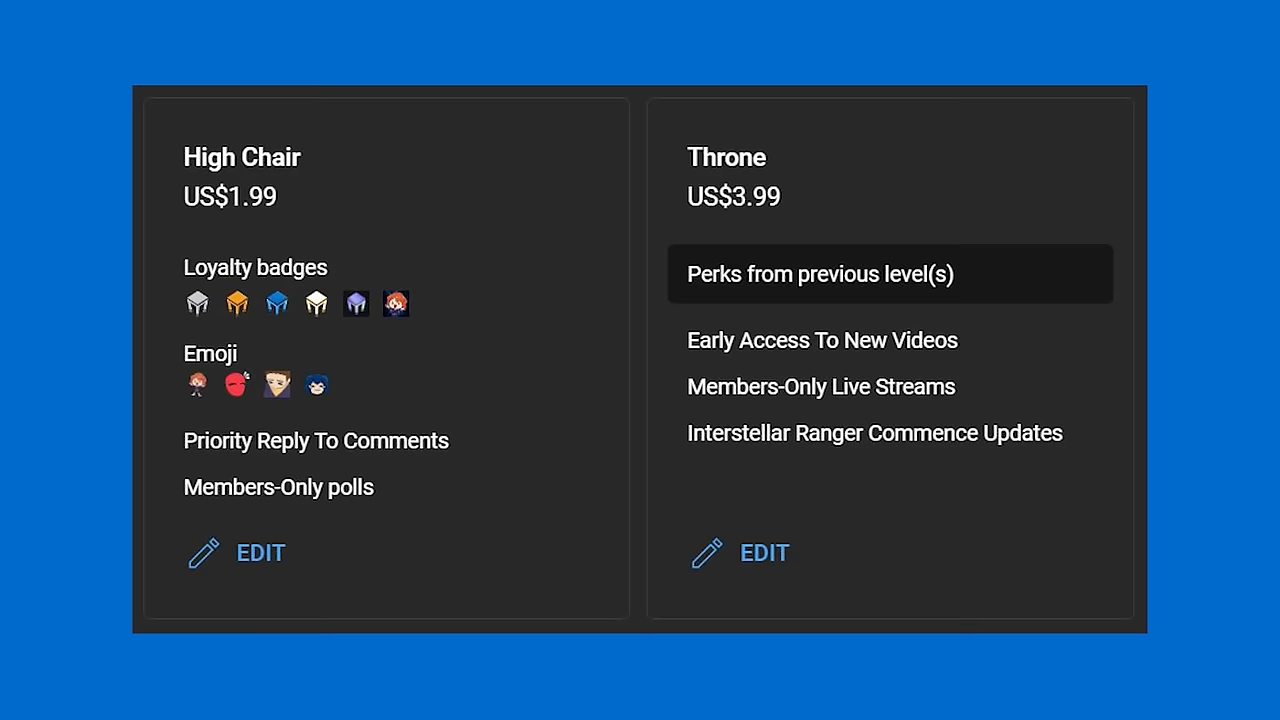 High Chair
US$1.99
Loyalty badges
Emoji
Priority Reply To Comments
Members-Only polls
EDIT
Throne
US$3.99
Perks from previous level(s)
Early Access To New Videos
Members-Only Live Streams
Interstellar Ranger Commence Updates
EDIT